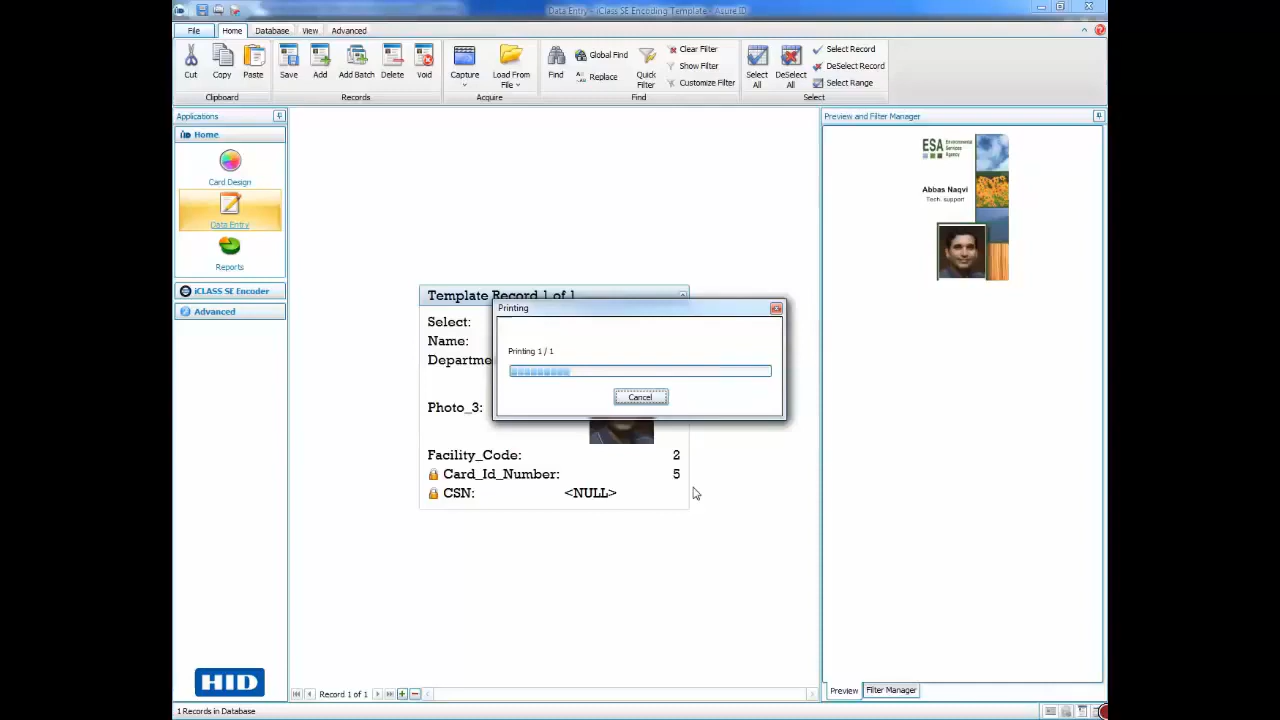 Data Entry - iClass SE Encoding Template - Asure ID
File
Home
Database
View
Advanced
Cut
Copy
Paste
Save
Add
Add Batch
Delete
Void
Capture
Load From
File
Find
Global Find
Replace
Quick
Filter
Clear Filter
Show Filter
Customize Filter
Select
All
DeSelect
All
Select Record
DeSelect Record
Select Range
Clipboard
Records
Acquire
Find
Select
Applications
Home
Card Design
Data Entry
Reports
iCLASS SE Encoder
Advanced
HID
Template Record 1 of 1
Select:
Name:
Departme
Photo_3:
Facility_Code: 2
Card_Id_Number: 5
CSN: <NULL>
Printing
Printing 1 / 1
Cancel
Record 1 of 1
Preview and Filter Manager
ESA
Environmental
Services
Agency
Abbas Naqvi
Tech. support
Preview
Filter Manager
1 Records in Database